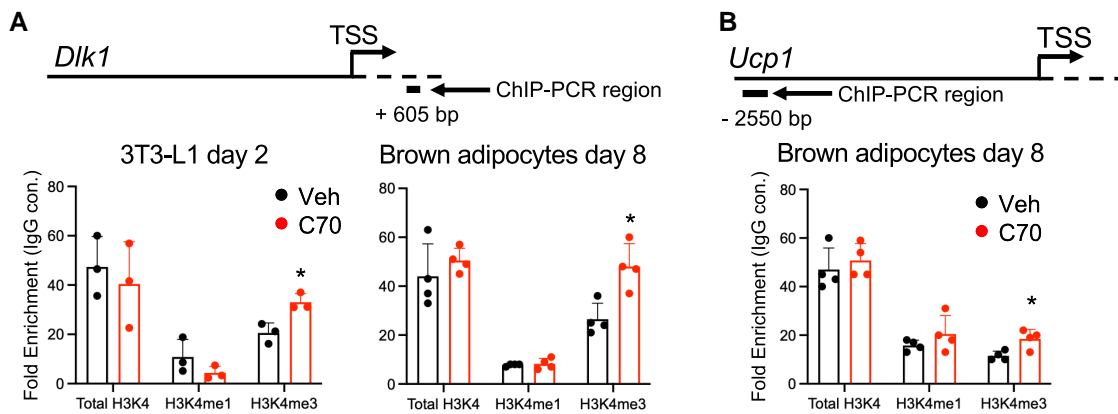 A
Dlk1
TSS
ChIP-PCR region
+ 605 bp
3T3-L1 day 2
Fold Enrichment (IgG con.)
80
60
40
20
0
Veh
C70
*
Total H3K4 H3K4me1 H3K4me3
Brown adipocytes day 8
80
60
40
20
0
*
Total H3K4 H3K4me1 H3K4me3
B
Ucp1
TSS
ChIP-PCR region
- 2550 bp
Brown adipocytes day 8
Fold Enrichment (IgG con.)
80
60
40
20
0
Veh
C70
*
Total H3K4 H3K4me1 H3K4me3